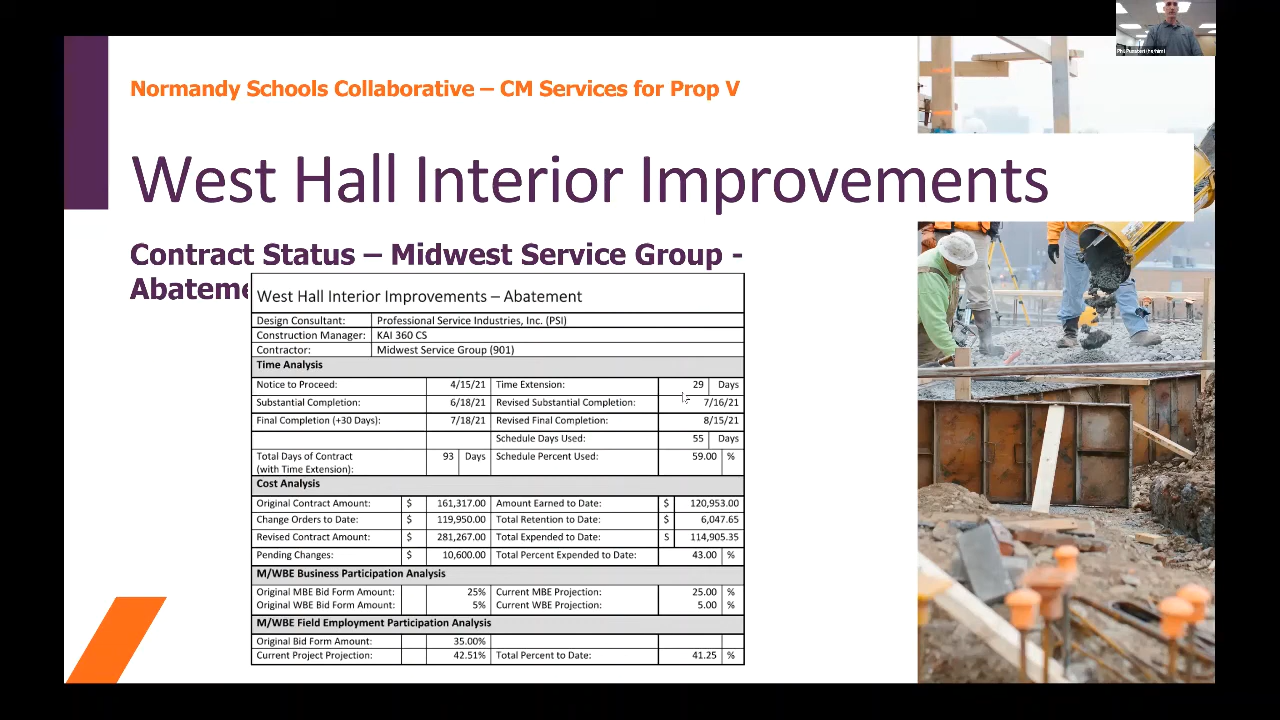 Normandy Schools Collaborative – CM Services for Prop V
West Hall Interior Improvements
Contract Status – Midwest Service Group -
Abateme
West Hall Interior Improvements – Abatement
Design Consultant: Professional Service Industries, Inc. (PSI)
Construction Manager: KAI 360 CS
Contractor: Midwest Service Group (901)
Time Analysis
Notice to Proceed: 4/15/21 Time Extension: 29 Days
Substantial Completion: 6/18/21 Revised Substantial Completion: 7/16/21
Final Completion (+30 Days): 7/18/21 Revised Final Completion: 8/15/21
Schedule Days Used: 55 Days
Total Days of Contract 93 Days Schedule Percent Used: 59.00 %
(with Time Extension):
Cost Analysis
Original Contract Amount: $ 161,317.00 Amount Earned to Date: $ 120,953.00
Change Orders to Date: $ 119,950.00 Total Retention to Date: $ 6,047.65
Revised Contract Amount: $ 281,267.00 Total Expended to Date: $ 114,905.35
Pending Changes: $ 10,600.00 Total Percent Expended to Date: 43.00 %
M/WBE Business Participation Analysis
Original MBE Bid Form Amount: 25% Current MBE Projection: 25.00 %
Original WBE Bid Form Amount: 5% Current WBE Projection: 5.00 %
M/WBE Field Employment Participation Analysis
Original Bid Form Amount: 35.00%
Current Project Projection: 42.51% Total Percent to Date: 41.25 %